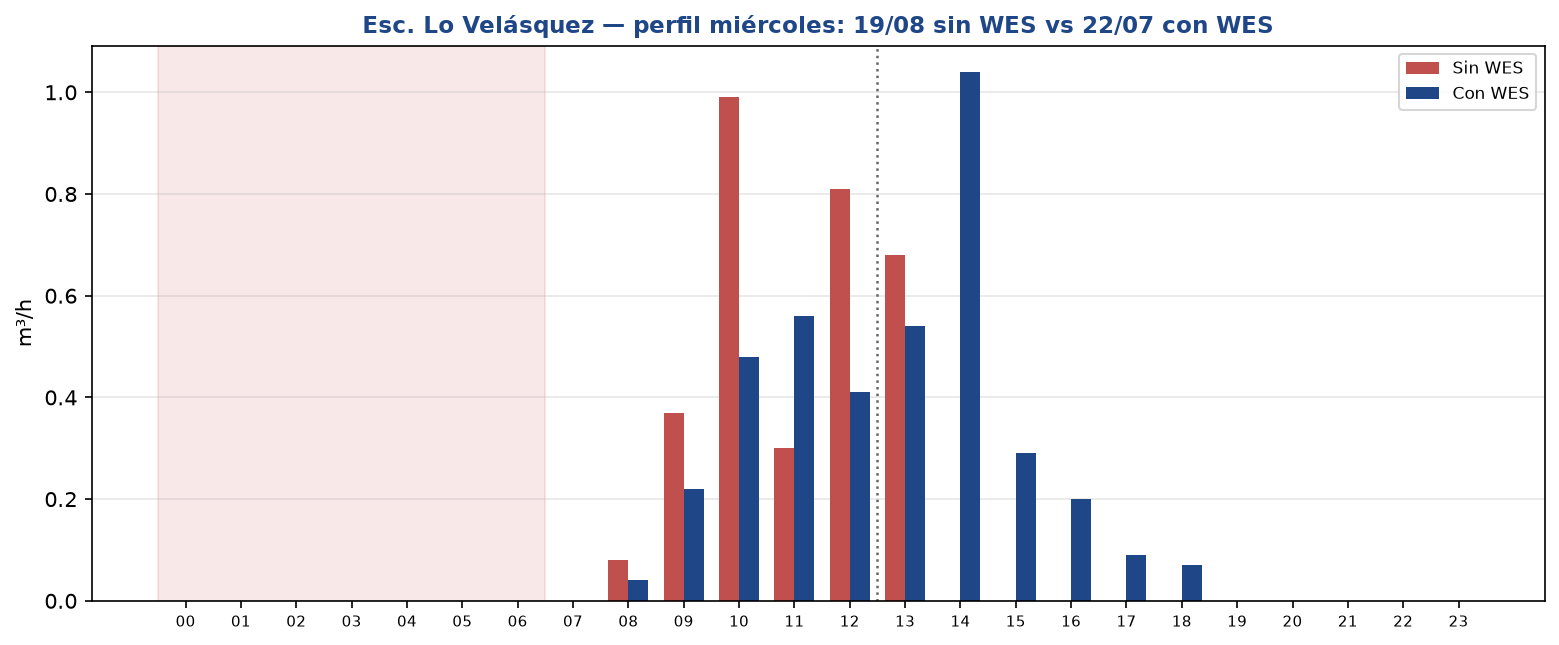 Esc. Lo Velásquez — perfil miércoles: 19/08 sin WES vs 22/07 con WES
Sin WES
Con WES
m³/h
1.0
0.8
0.6
0.4
0.2
0.0
00 01 02 03 04 05 06 07 08 09 10 11 12 13 14 15 16 17 18 19 20 21 22 23